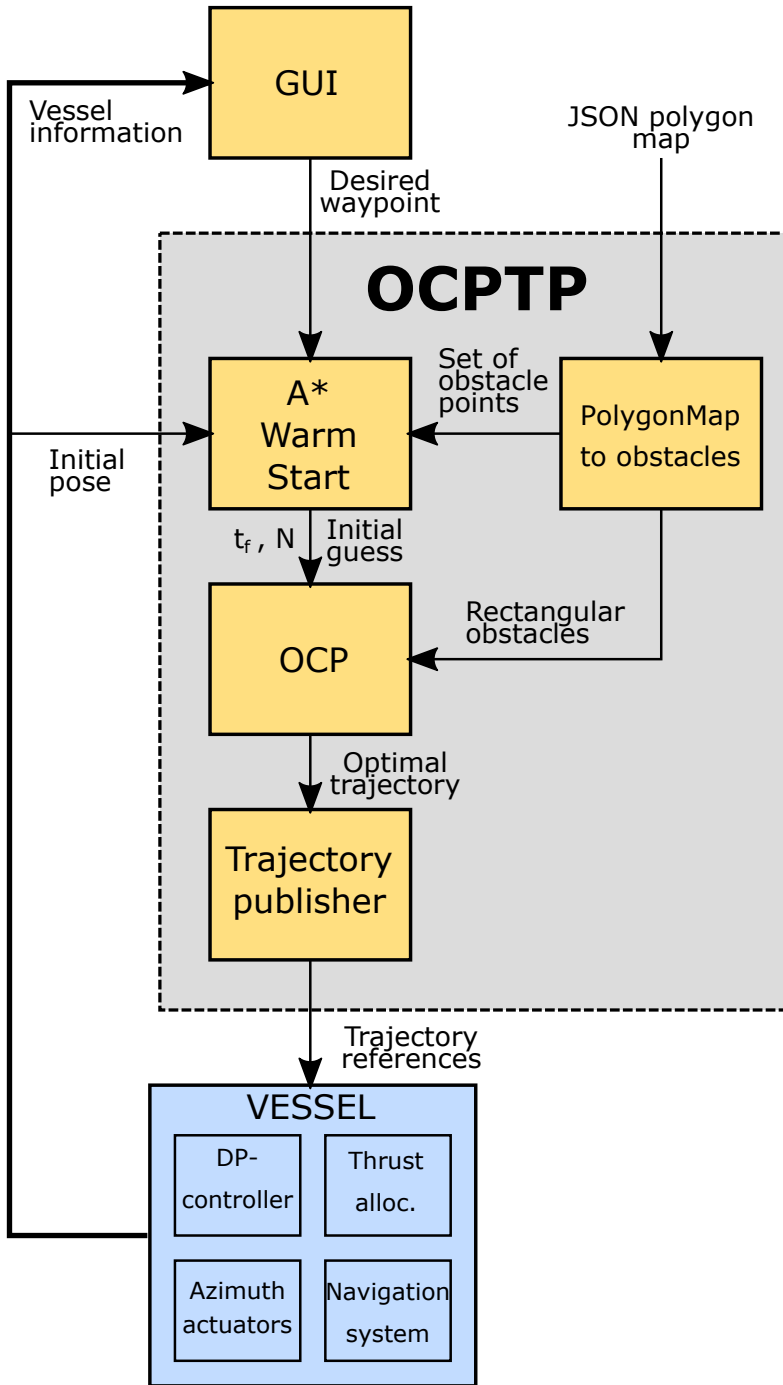 GUI
Vessel
information
JSON polygon
map
Desired
waypoint
OCPTP
A*
Warm
Start
Set of
obstacle
points
PolygonMap
to obstacles
Initial
pose
t_f , N
Initial
guess
OCP
Rectangular
obstacles
Optimal
trajectory
Trajectory
publisher
Trajectory
references
VESSEL
DP-
controller
Thrust
alloc.
Azimuth
actuators
Navigation
system